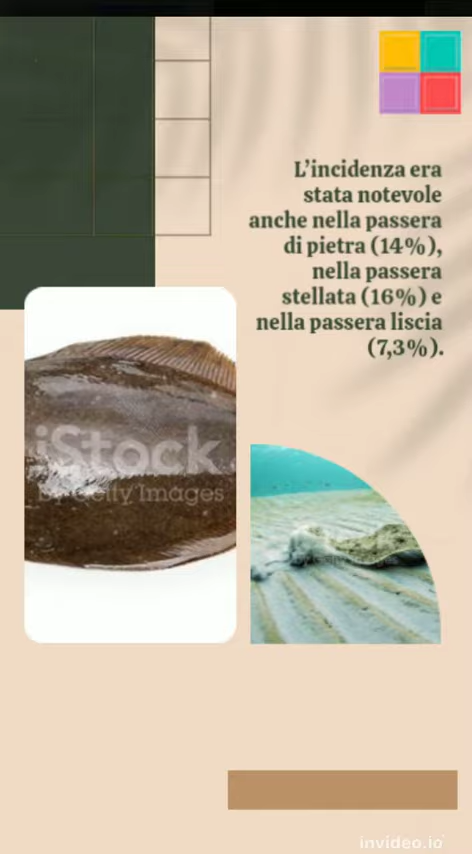 L’incidenza era
stata notevole
anche nella passera
di pietra (14%),
nella passera
stellata (16%) e
nella passera liscia
(7,3%).
iStock
by Getty Images
invideo.io